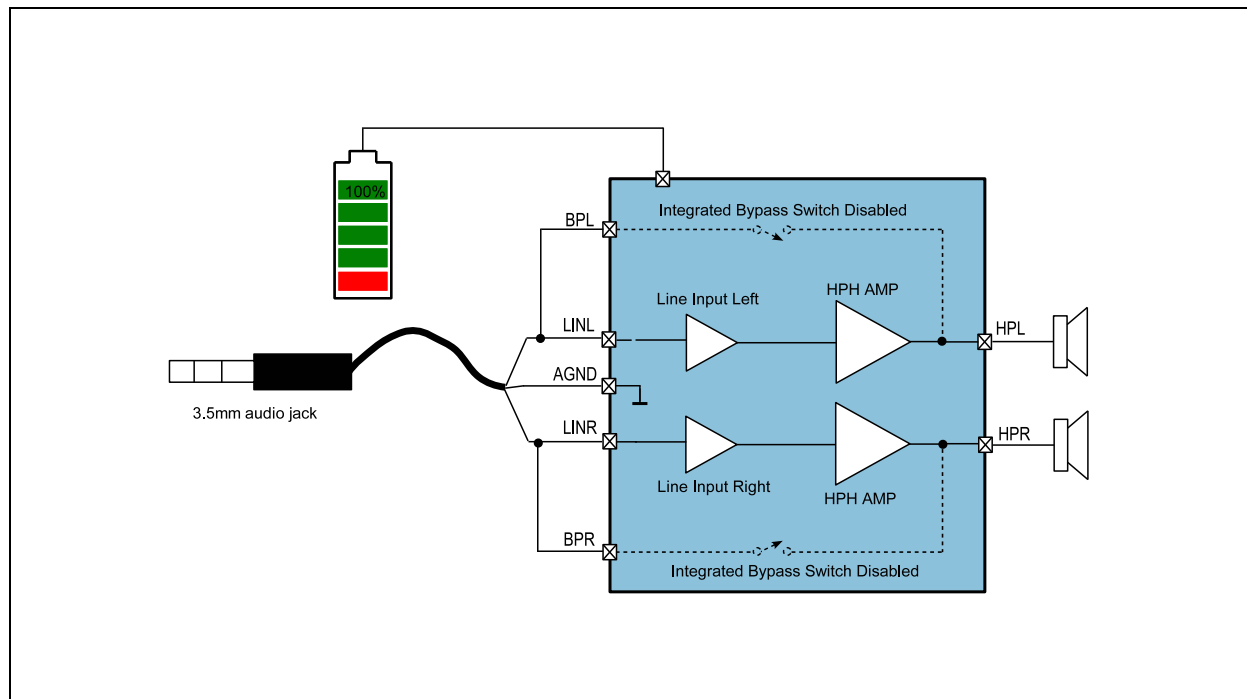 100%
Integrated Bypass Switch Disabled
BPL
Line Input Left
HPH AMP
LINL
HPL
AGND
3.5mm audio jack
LINR
HPR
Line Input Right
HPH AMP
BPR
Integrated Bypass Switch Disabled